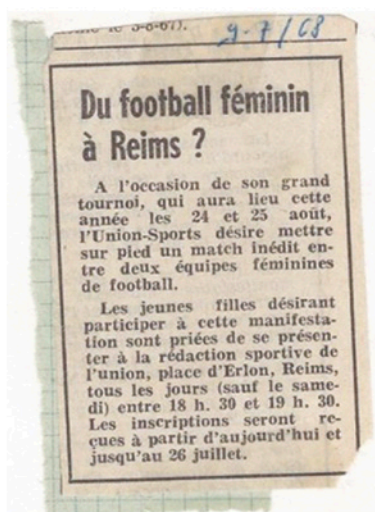 le 5-8-67).
9-7/68
Du football féminin
à Reims ?
A l'occasion de son grand
tournoi, qui aura lieu cette
année les 24 et 25 août,
l'Union-Sports désire mettre
sur pied un match inédit en-
tre deux équipes féminines
de football.
Les jeunes filles désirant
participer à cette manifesta-
tion sont priées de se présen-
ter à la rédaction sportive de
l'union, place d'Erlon, Reims,
tous les jours (sauf le same-
di) entre 18 h. 30 et 19 h. 30.
Les inscriptions seront re-
çues à partir d'aujourd'hui et
jusqu'au 26 juillet.